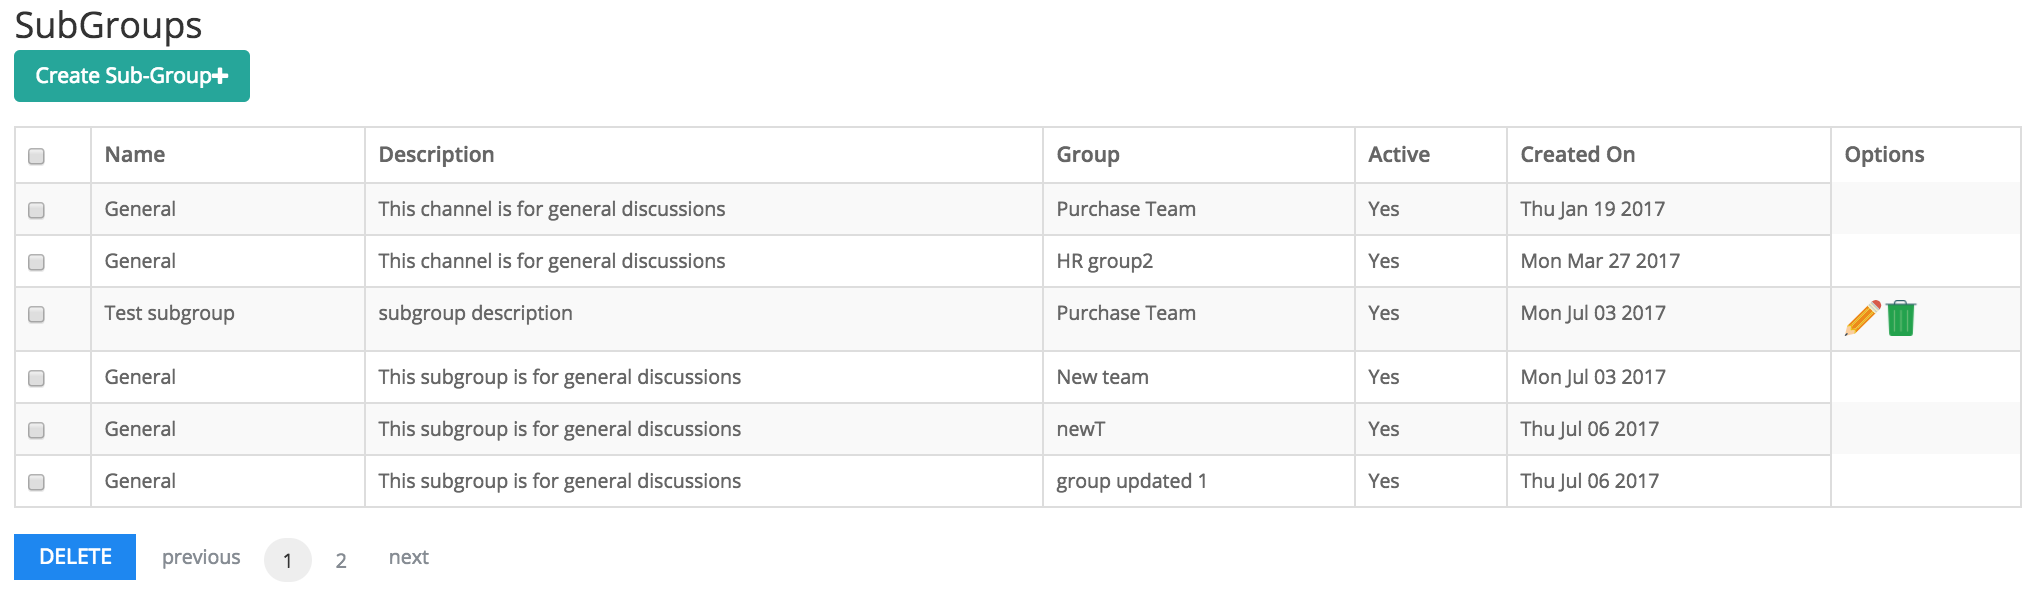 SubGroups
Create Sub-Group+
Name Description Group Active Created On Options
General This channel is for general discussions Purchase Team Yes Thu Jan 19 2017
General This channel is for general discussions HR group2 Yes Mon Mar 27 2017
Test subgroup subgroup description Purchase Team Yes Mon Jul 03 2017
General This subgroup is for general discussions New team Yes Mon Jul 03 2017
General This subgroup is for general discussions newT Yes Thu Jul 06 2017
General This subgroup is for general discussions group updated 1 Yes Thu Jul 06 2017
DELETE previous 1 2 next